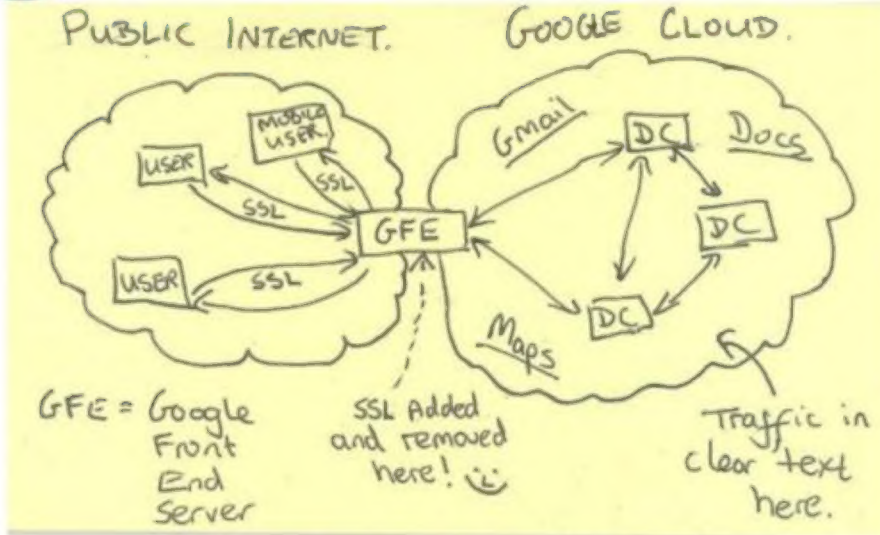 PUBLIC INTERNET.
GOOGLE CLOUD.
MOBILE
USER.
USER
SSL
SSL
GFE
USER
SSL
Gmail
DC
Docs
DC
DC
Maps
GFE = Google
Front
End
Server
SSL Added
and removed
here!
Traffic in
clear text
here.